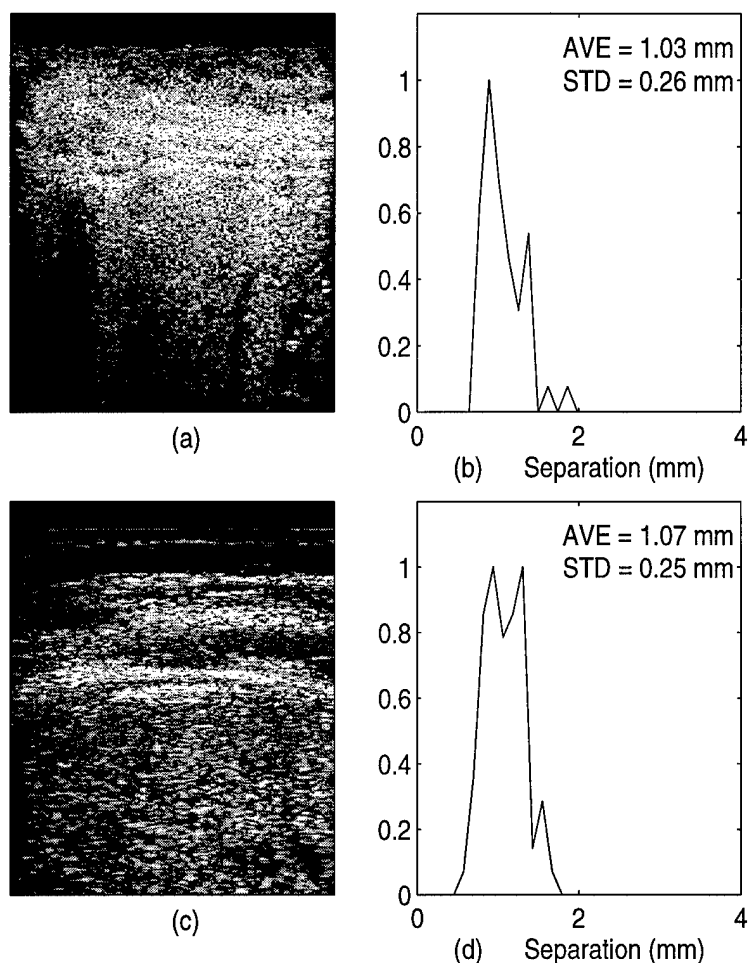 AVE = 1.03 mm
STD = 0.26 mm
1
0.8
0.6
0.4
0.2
0
0 2 4
(a)
(b) Separation (mm)
AVE = 1.07 mm
STD = 0.25 mm
1
0.8
0.6
0.4
0.2
0
0 2 4
(c)
(d) Separation (mm)